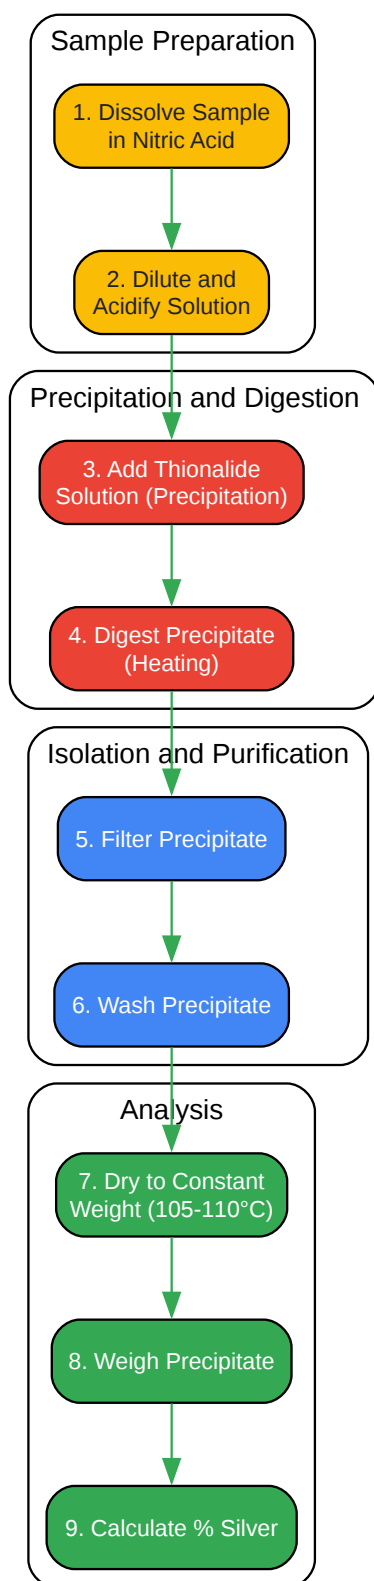 Sample Preparation
1. Dissolve Sample
in Nitric Acid
2. Dilute and
Acidify Solution
Precipitation and Digestion
3. Add Thionalide
Solution (Precipitation)
4. Digest Precipitate
(Heating)
Isolation and Purification
5. Filter Precipitate
6. Wash Precipitate
Analysis
7. Dry to Constant
Weight (105-110°C)
8. Weigh Precipitate
9. Calculate % Silver